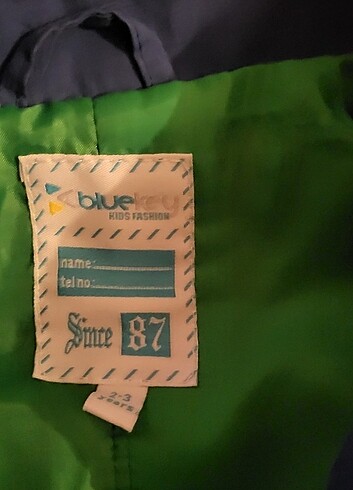 bluekey
KIDS FASHION
name:
tel no:
Since 87
2-3
years